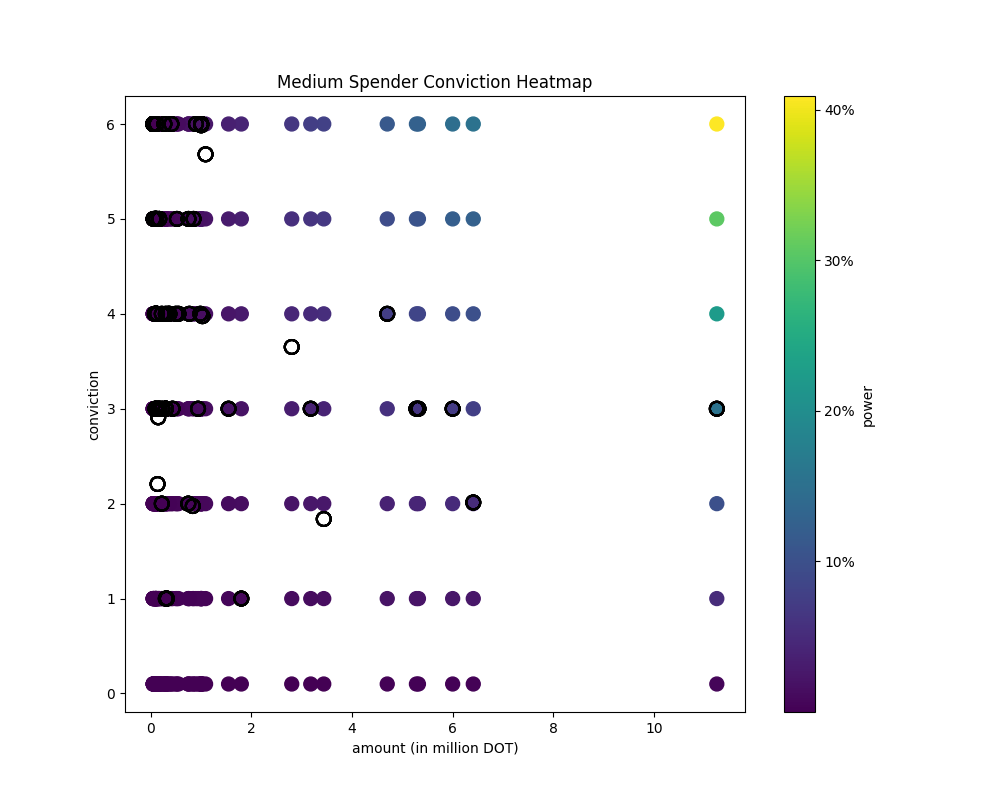 Medium Spender Conviction Heatmap
6
5
4
3
2
1
0
conviction
0 2 4 6 8 10
amount (in million DOT)
40%
30%
20%
10%
power